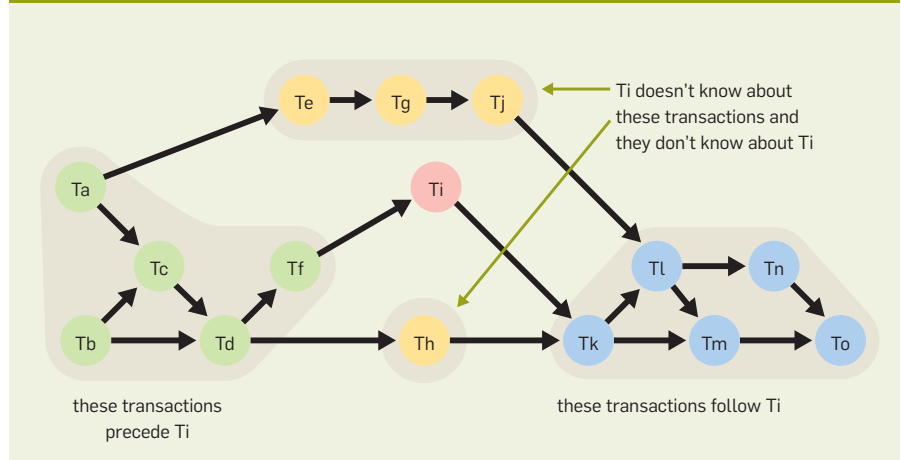 Te
Tg
Tj
Ti doesn't know about
these transactions and
they don't know about Ti
Ta
Ti
Tc
Tf
Tl
Tn
Tb
Td
Th
Tk
Tm
To
these transactions
precede Ti
these transactions follow Ti